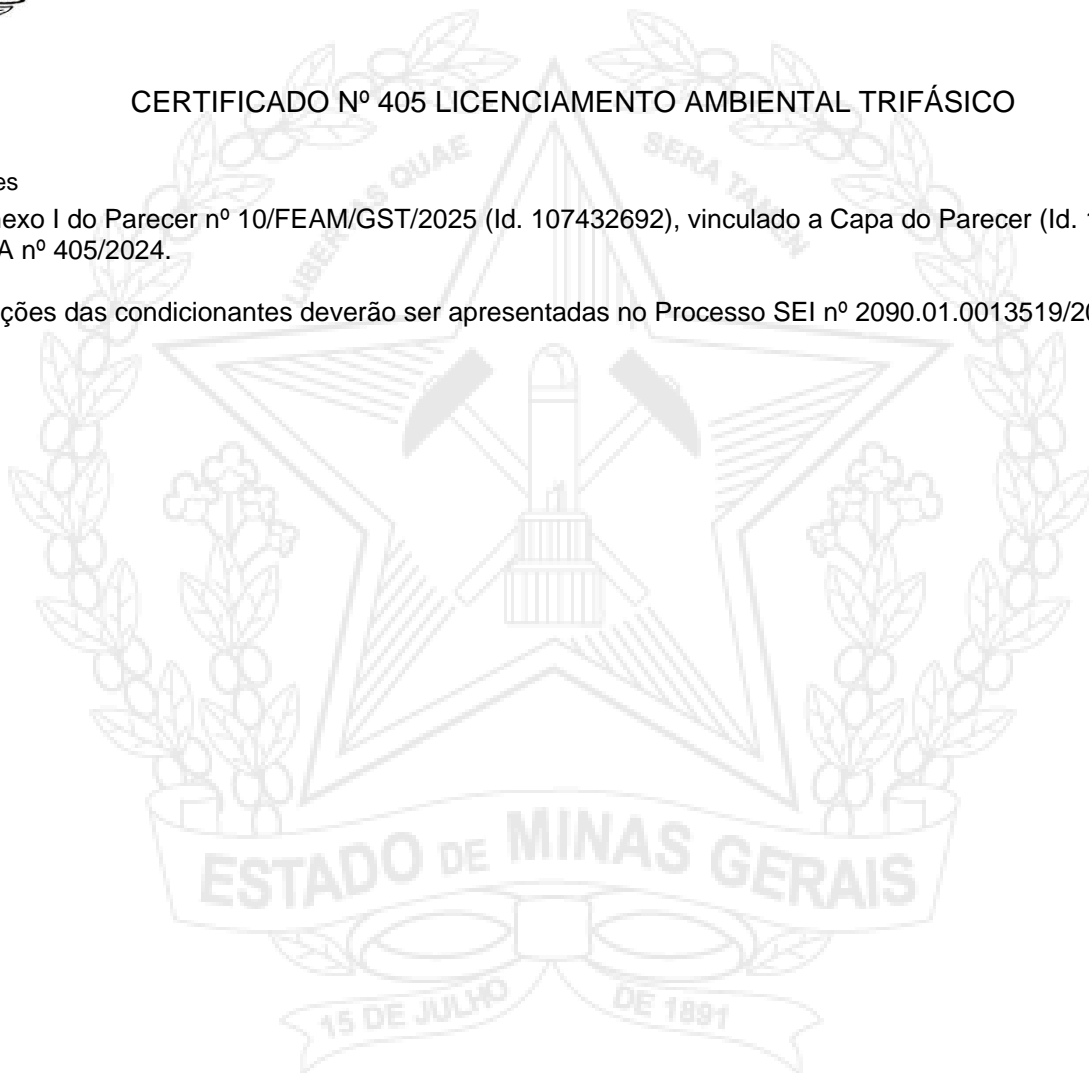 CERTIFICADO Nº 405 LICENCIAMENTO AMBIENTAL TRIFÁSICO
es
nexo I do Parecer nº 10/FEAM/GST/2025 (Id. 107432692), vinculado a Capa do Parecer (Id. 1
A nº 405/2024.
ções das condicionantes deverão ser apresentadas no Processo SEI nº 2090.01.0013519/20
LIBERTAS QUAE SERA TAMEN
ESTADO DE MINAS GERAIS
15 DE JULHO DE 1891